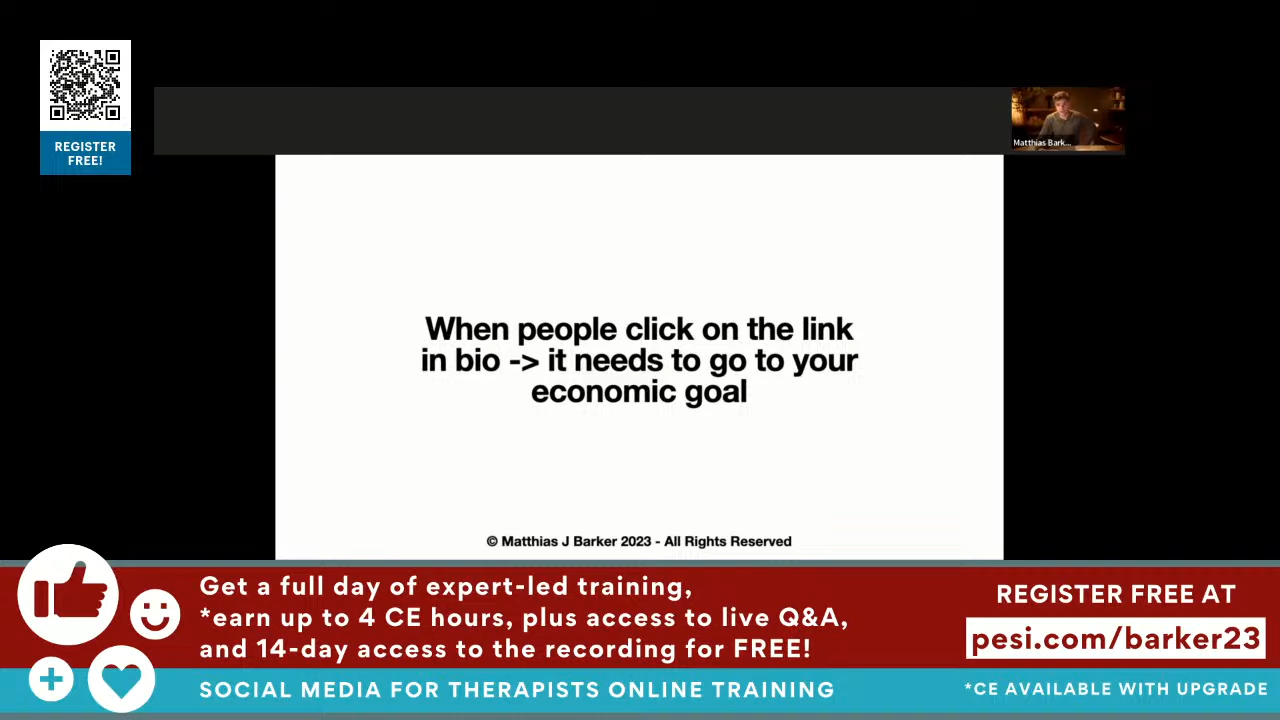 REGISTER
FREE!
Matthias Bark...
When people click on the link
in bio -> it needs to go to your
economic goal
© Matthias J Barker 2023 - All Rights Reserved
Get a full day of expert-led training,
*earn up to 4 CE hours, plus access to live Q&A,
and 14-day access to the recording for FREE!
REGISTER FREE AT
pesi.com/barker23
SOCIAL MEDIA FOR THERAPISTS ONLINE TRAINING
*CE AVAILABLE WITH UPGRADE